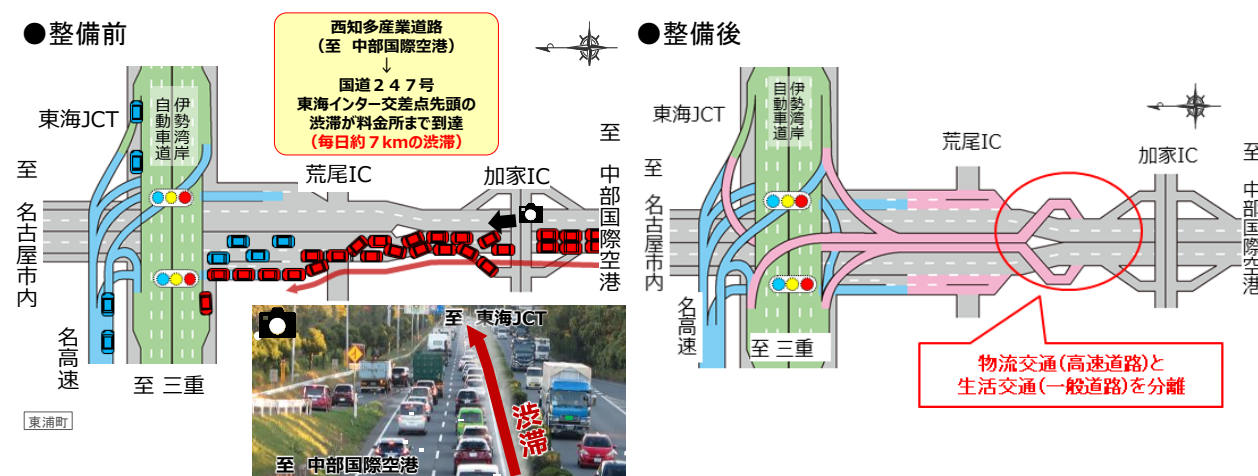 ●整備前
西知多産業道路
（至 中部国際空港）
↓
国道２４７号
東海インター交差点先頭の
渋滞が料金所まで到達
（毎日約７kmの渋滞）
東海JCT
伊勢湾岸
自動車道
荒尾IC
加家IC
至 名古屋市内
至 中部国際空港
名高速
至 三重
東浦町
至 東海JCT
渋滞
至 中部国際空港
●整備後
東海JCT
伊勢湾岸
自動車道
荒尾IC
加家IC
至 名古屋市内
至 中部国際空港
名高速
至 三重
物流交通(高速道路)と
生活交通(一般道路)を分離